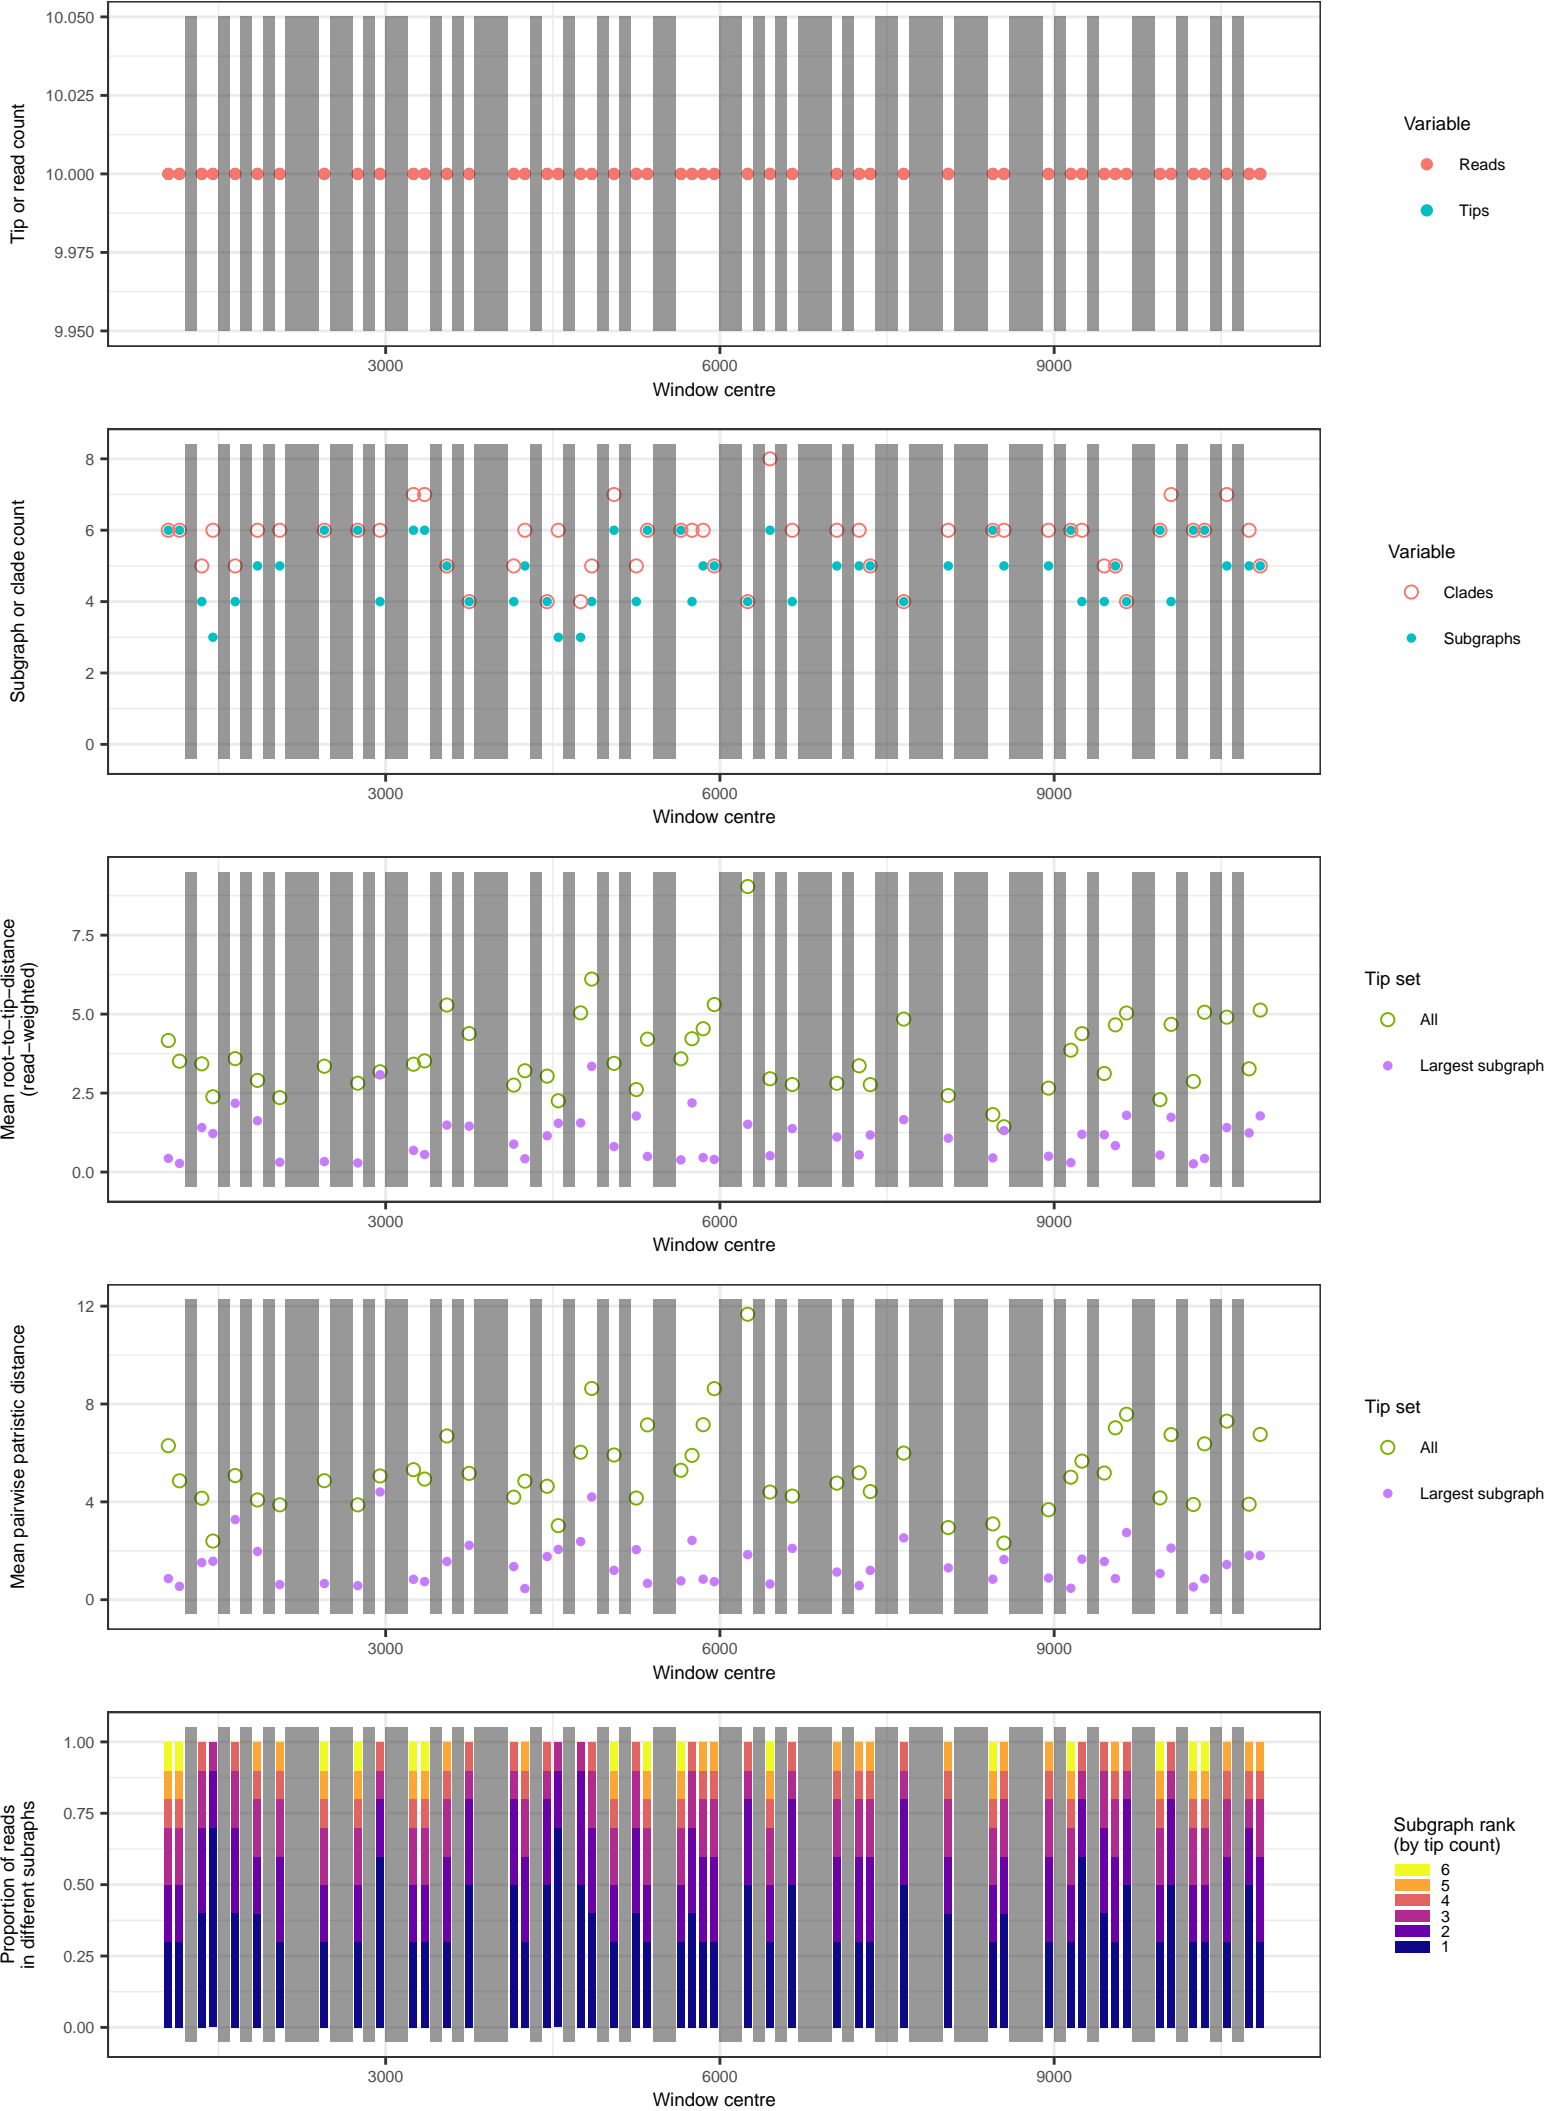 10.050
10.025
10.000
9.975
9.950
Tip or read count
3000
6000
9000
Window centre
Variable
Reads
Tips
8
6
4
2
0
Subgraph or clade count
3000
6000
9000
Window centre
Variable
Clades
Subgraphs
7.5
5.0
2.5
0.0
Mean root−to−tip−distance
(read−weighted)
3000
6000
9000
Window centre
Tip set
All
Largest subgraph
12
8
4
0
Mean pairwise patristic distance
3000
6000
9000
Window centre
Tip set
All
Largest subgraph
1.00
0.75
0.50
0.25
0.00
Proportion of reads
in different subraphs
3000
6000
9000
Window centre
Subgraph rank
(by tip count)
6
5
4
3
2
1